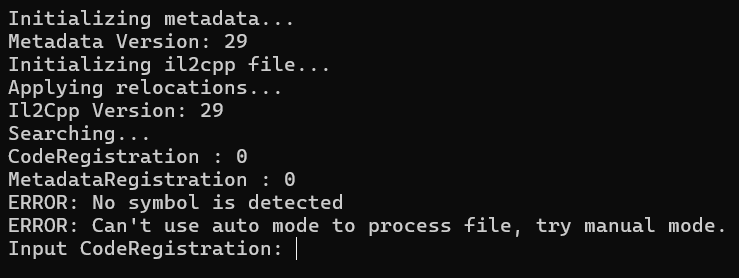 Initializing metadata...
Metadata Version: 29
Initializing il2cpp file...
Applying relocations...
Il2Cpp Version: 29
Searching...
CodeRegistration : 0
MetadataRegistration : 0
ERROR: No symbol is detected
ERROR: Can't use auto mode to process file, try manual mode.
Input CodeRegistration: